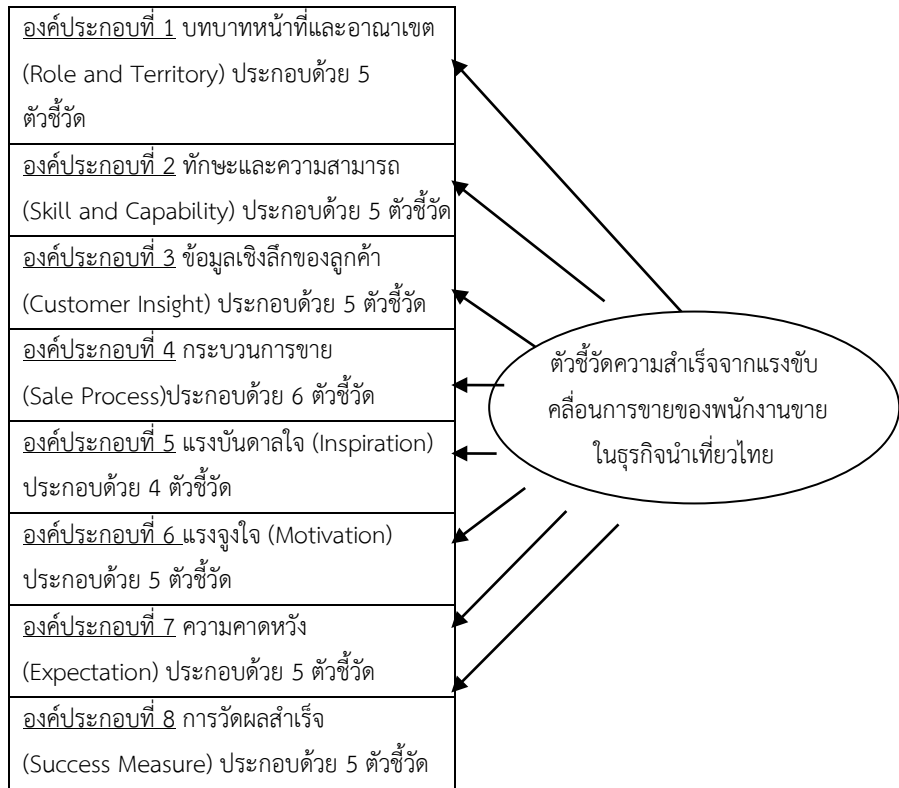 องค์ประกอบที่ 1 บทบาทหน้าที่และอาณาเขต
(Role and Territory) ประกอบด้วย 5
ตัวชี้วัด
องค์ประกอบที่ 2 ทักษะและความสามารถ
(Skill and Capability) ประกอบด้วย 5 ตัวชี้วัด
องค์ประกอบที่ 3 ข้อมูลเชิงลึกของลูกค้า
(Customer Insight) ประกอบด้วย 5 ตัวชี้วัด
องค์ประกอบที่ 4 กระบวนการขาย
(Sale Process)ประกอบด้วย 6 ตัวชี้วัด
องค์ประกอบที่ 5 แรงบันดาลใจ (Inspiration)
ประกอบด้วย 4 ตัวชี้วัด
องค์ประกอบที่ 6 แรงจูงใจ (Motivation)
ประกอบด้วย 5 ตัวชี้วัด
องค์ประกอบที่ 7 ความคาดหวัง
(Expectation) ประกอบด้วย 5 ตัวชี้วัด
องค์ประกอบที่ 8 การวัดผลสำเร็จ
(Success Measure) ประกอบด้วย 5 ตัวชี้วัด
ตัวชี้วัดความสำเร็จจากแรงขับ
คลื่อนการขายของพนักงานขาย
ในธุรกิจนำเที่ยวไทย